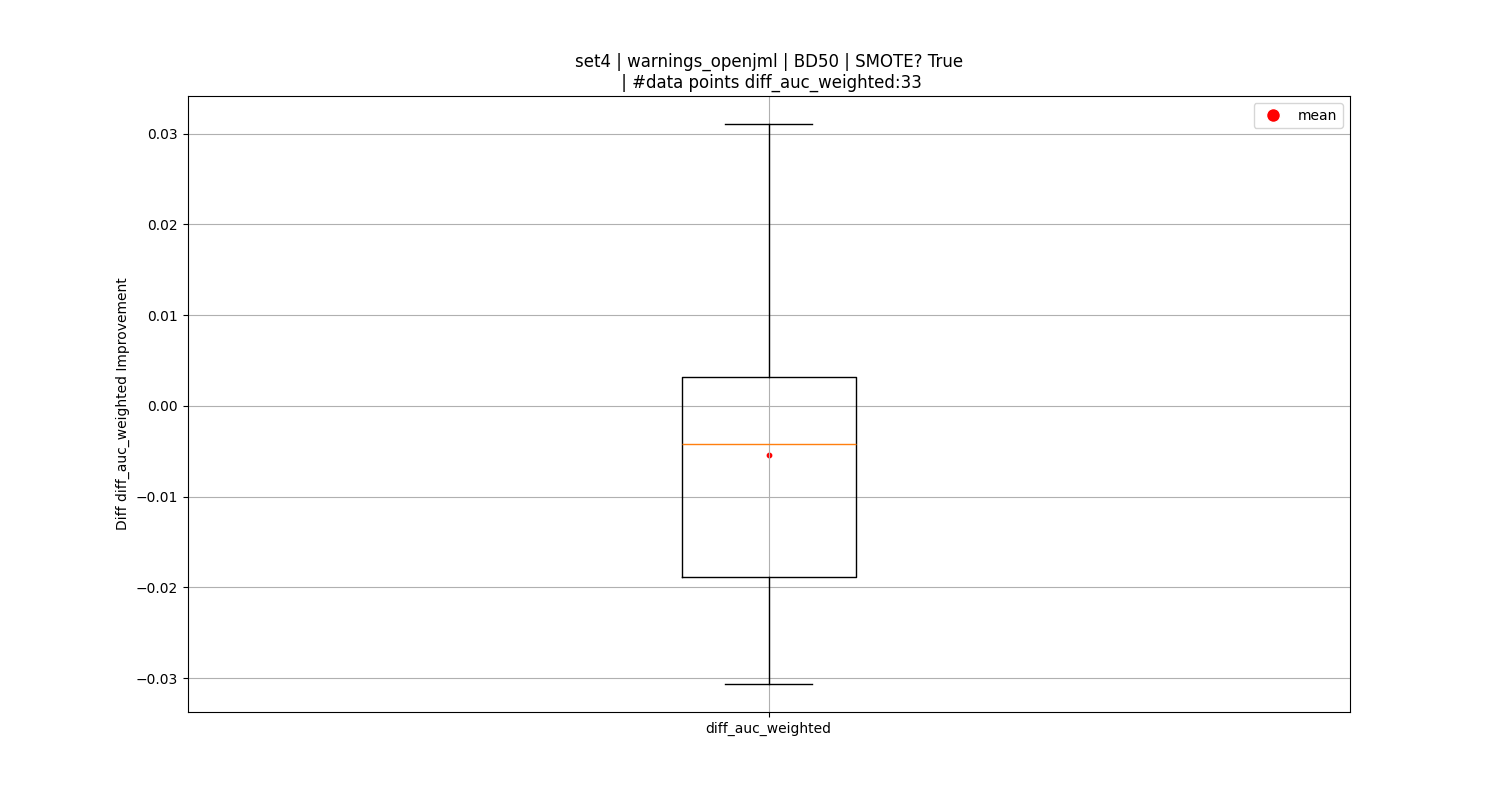 set4 | warnings_openjml | BD50 | SMOTE? True
| #data points diff_auc_weighted:33
mean
0.03
0.02
0.01
0.00
−0.01
−0.02
−0.03
Diff diff_auc_weighted Improvement
diff_auc_weighted